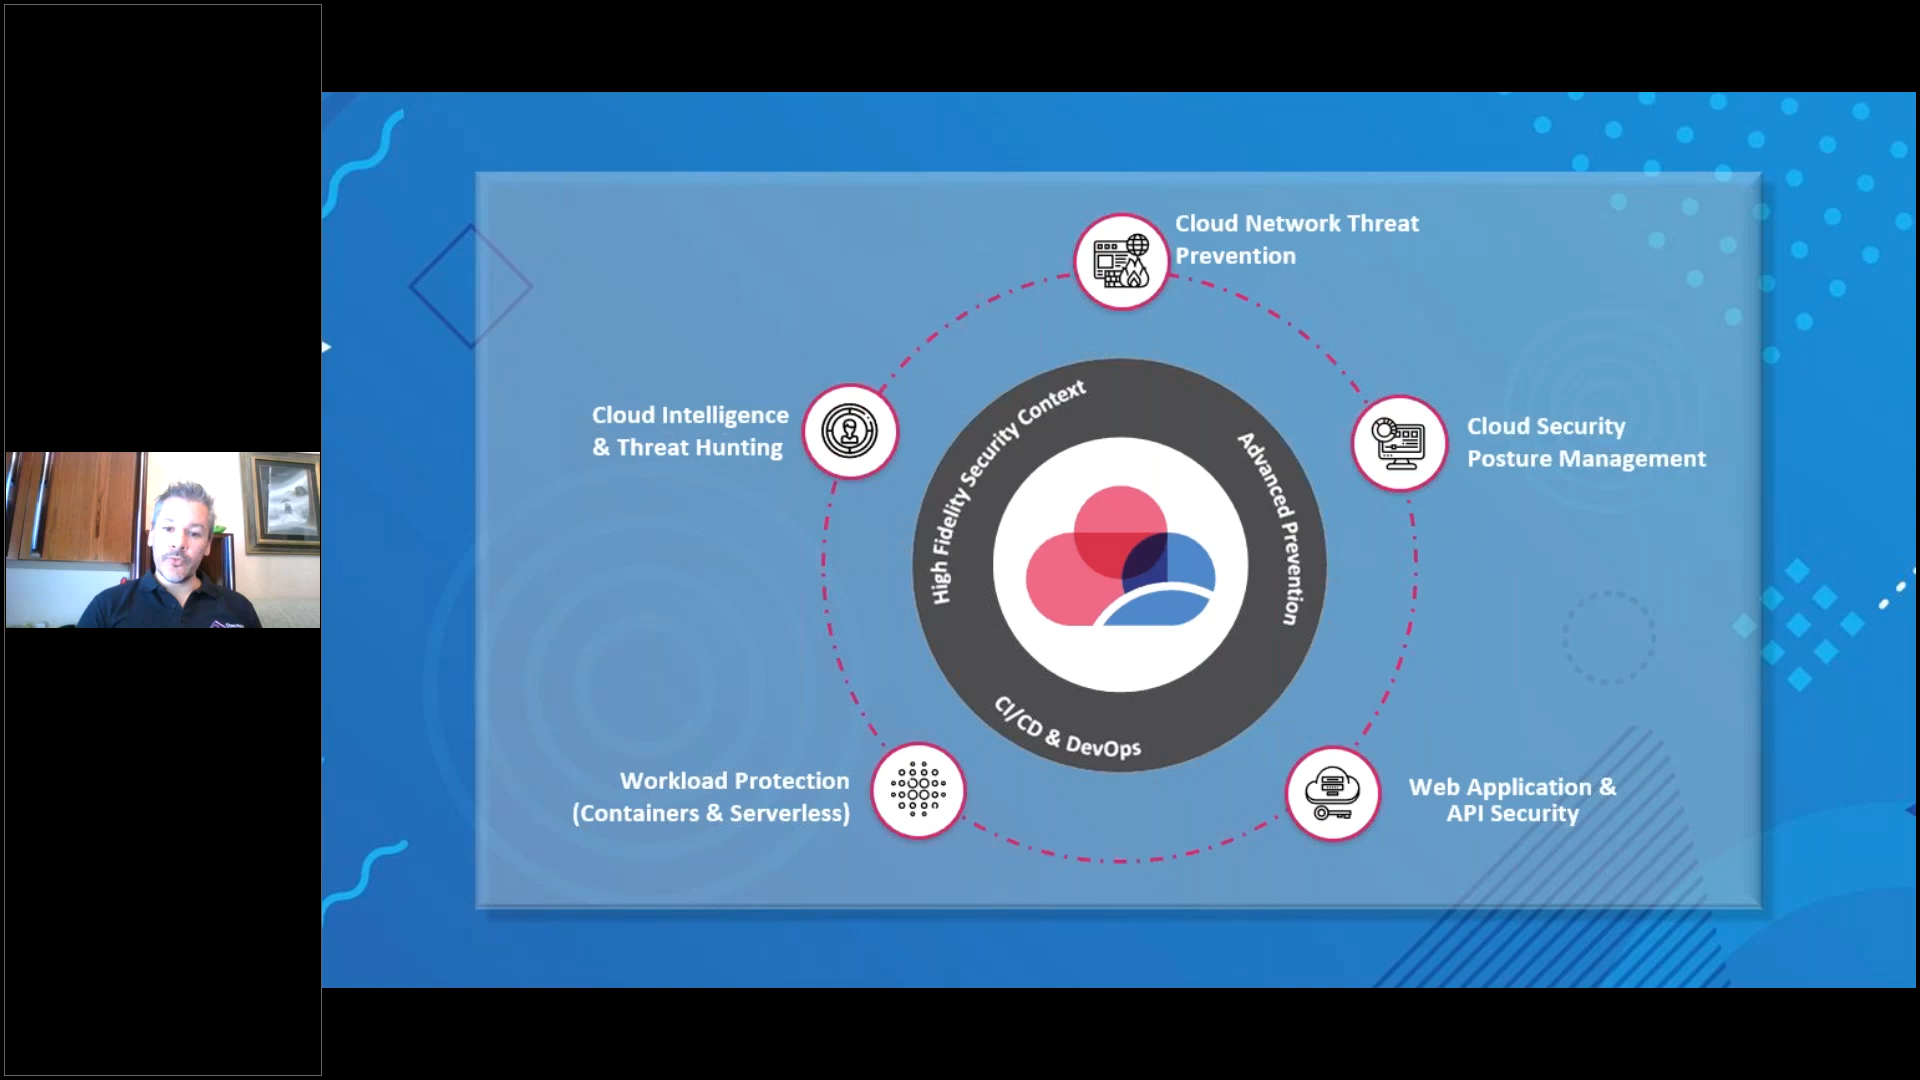 Cloud Network Threat
Prevention
Cloud Intelligence
& Threat Hunting
Cloud Security
Posture Management
High Fidelity Security Context
Advanced Prevention
CI/CD & DevOps
Workload Protection
(Containers & Serverless)
Web Application &
API Security